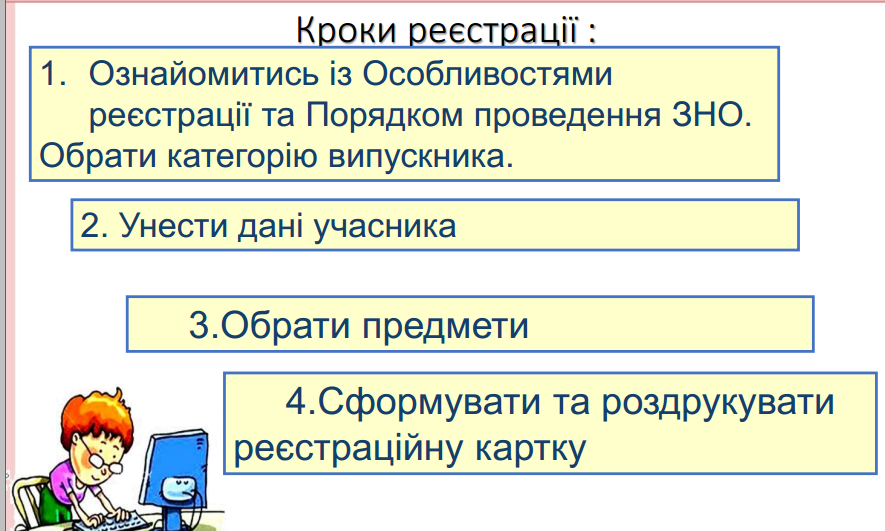 Кроки реєстрації :
1. Ознайомитись із Особливостями
реєстрації та Порядком проведення ЗНО.
Обрати категорію випускника.
2. Унести дані учасника
3.Обрати предмети
4.Сформувати та роздрукувати
реєстраційну картку